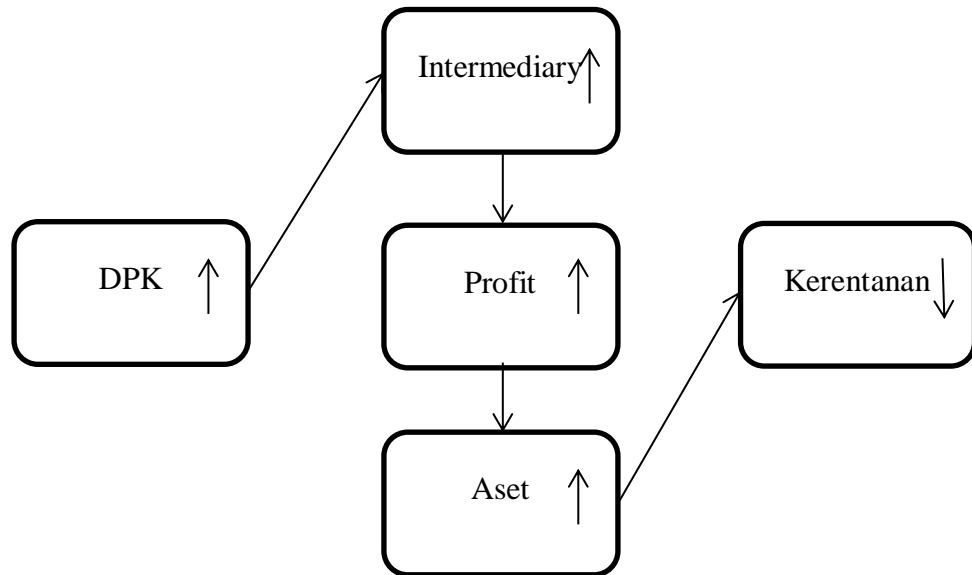 Intermediary
DPK
Profit
Kerentanan
Aset